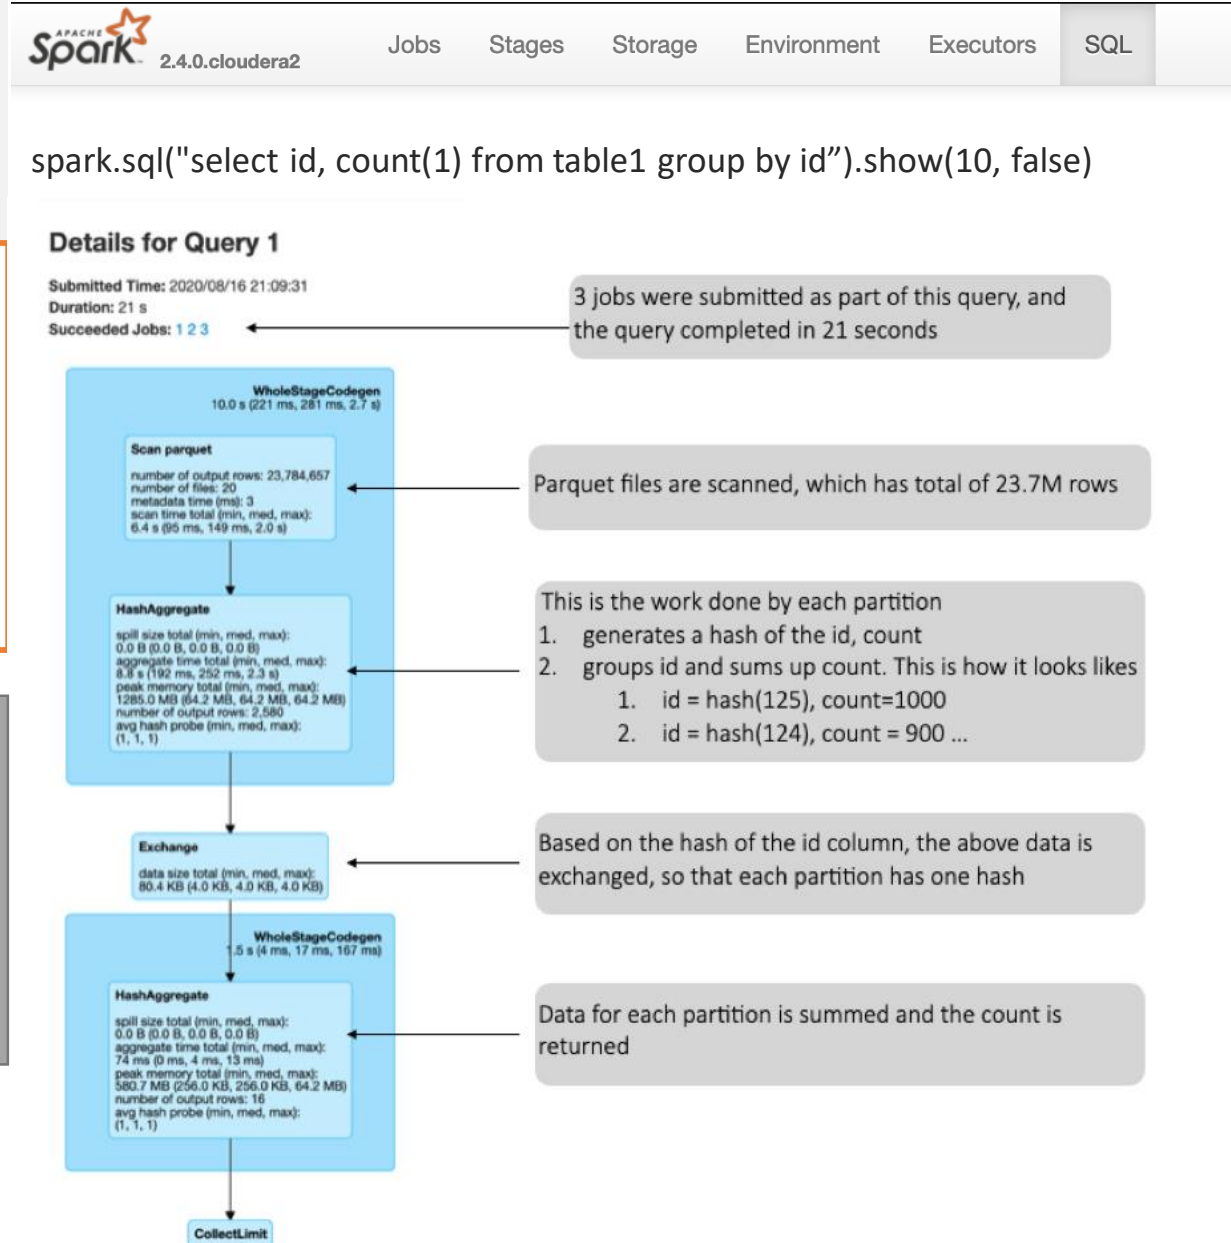 APACHE
Spark 2.4.0.cloudera2 Jobs Stages Storage Environment Executors SQL
spark.sql("select id, count(1) from table1 group by id”).show(10, false)
Details for Query 1
Submitted Time: 2020/08/16 21:09:31
Duration: 21 s
Succeeded Jobs: 1 2 3
3 jobs were submitted as part of this query, and
the query completed in 21 seconds
WholeStageCodegen
10.0 s (221 ms, 281 ms, 2.7 s)
Scan parquet
number of output rows: 23,784,657
number of files: 20
metadata time (ms): 3
scan time total (min, med, max):
6.4 s (95 ms, 149 ms, 2.0 s)
Parquet files are scanned, which has total of 23.7M rows
HashAggregate
spill size total (min, med, max):
0.0 B (0.0 B, 0.0 B, 0.0 B)
aggregate time total (min, med, max):
8.8 s (192 ms, 252 ms, 2.3 s)
peak memory total (min, med, max):
1285.0 MB (64.2 MB, 64.2 MB, 64.2 MB)
number of output rows: 2,580
avg hash probe (min, med, max):
(1, 1, 1)
This is the work done by each partition
1. generates a hash of the id, count
2. groups id and sums up count. This is how it looks likes
1. id = hash(125), count=1000
2. id = hash(124), count = 900 ...
Exchange
data size total (min, med, max):
80.4 KB (4.0 KB, 4.0 KB, 4.0 KB)
Based on the hash of the id column, the above data is
exchanged, so that each partition has one hash
WholeStageCodegen
1.5 s (4 ms, 17 ms, 167 ms)
HashAggregate
spill size total (min, med, max):
0.0 B (0.0 B, 0.0 B, 0.0 B)
aggregate time total (min, med, max):
74 ms (0 ms, 4 ms, 13 ms)
peak memory total (min, med, max):
580.7 MB (256.0 KB, 256.0 KB, 64.2 MB)
number of output rows: 16
avg hash probe (min, med, max):
(1, 1, 1)
Data for each partition is summed and the count is
returned
CollectLimit